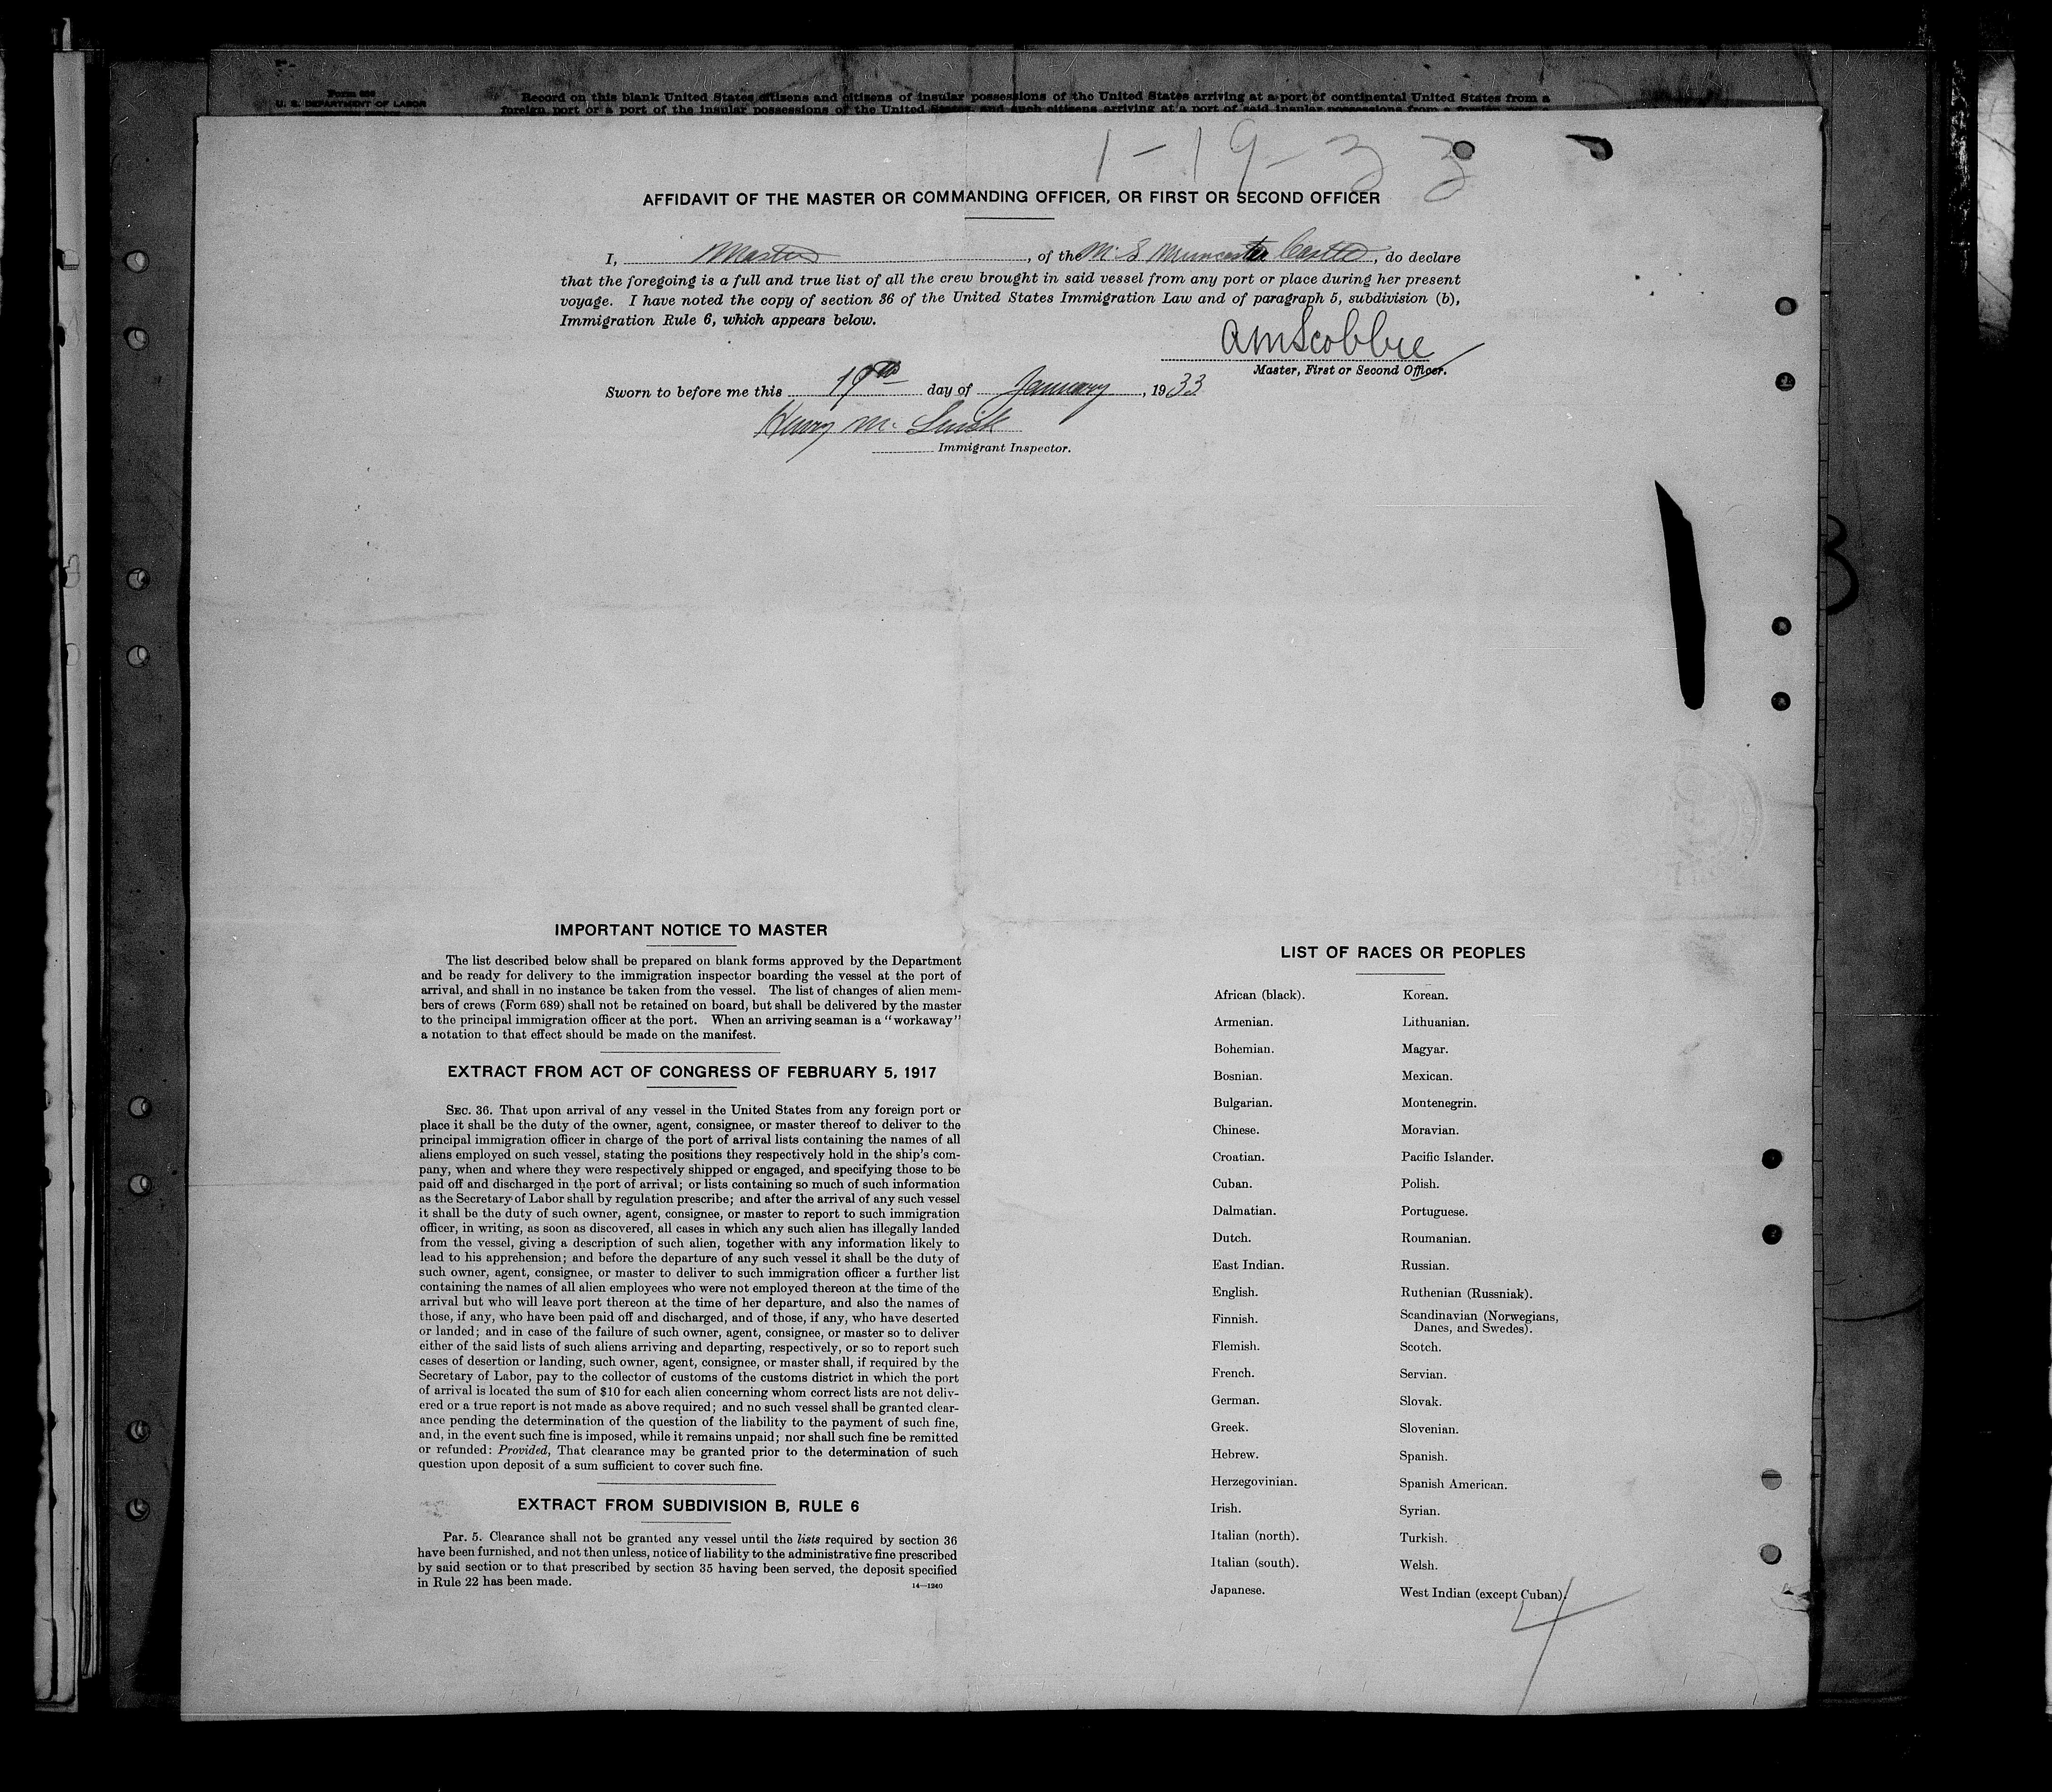 Form 686
U. S. DEPARTMENT OF LABOR
Record on this blank United States citizens and citizens of insular possessions of the United States arriving at a port of continental United States from a
foreign port or a port of the insular possessions of the United States, and such citizens arriving at a port of said insular possessions from a foreign
1-19-33
AFFIDAVIT OF THE MASTER OR COMMANDING OFFICER, OR FIRST OR SECOND OFFICER
I, Master, of the M. S Muncaster Castle, do declare
that the foregoing is a full and true list of all the crew brought in said vessel from any port or place during her present
voyage. I have noted the copy of section 36 of the United States Immigration Law and of paragraph 5, subdivision (b),
Immigration Rule 6, which appears below.
AMScobbie
Master, First or Second Officer.
Sworn to before me this 19th day of January, 1933
Henry M.
Immigrant Inspector.
IMPORTANT NOTICE TO MASTER
The list described below shall be prepared on blank forms approved by the Department
and be ready for delivery to the immigration inspector boarding the vessel at the port of
arrival, and shall in no instance be taken from the vessel. The list of changes of alien mem-
bers of crews (Form 689) shall not be retained on board, but shall be delivered by the master
to the principal immigration officer at the port. When an arriving seaman is a "workaway"
a notation to that effect should be made on the manifest.
EXTRACT FROM ACT OF CONGRESS OF FEBRUARY 5, 1917
SEC. 36. That upon arrival of any vessel in the United States from any foreign port or
place it shall be the duty of the owner, agent, consignee, or master thereof to deliver to the
principal immigration officer in charge of the port of arrival lists containing the names of all
aliens employed on such vessel, stating the positions they respectively hold in the ship's com-
pany, when and where they were respectively shipped or engaged, and specifying those to be
paid off and discharged in the port of arrival; or lists containing so much of such information
as the Secretary of Labor shall by regulation prescribe; and after the arrival of any such vessel
it shall be the duty of such owner, agent, consignee, or master to report to such immigration
officer, in writing, as soon as discovered, all cases in which any such alien has illegally landed
from the vessel, giving a description of such alien, together with any information likely to
lead to his apprehension; and before the departure of any such vessel it shall be the duty of
such owner, agent, consignee, or master to deliver to such immigration officer a further list
containing the names of all alien employees who were not employed thereon at the time of the
arrival but who will leave port thereon at the time of her departure, and also the names of
those, if any, who have been paid off and discharged, and of those, if any, who have deserted
or landed; and in case of the failure of such owner, agent, consignee, or master so to deliver
either of the said lists of such aliens arriving and departing, respectively, or so to report such
cases of desertion or landing, such owner, agent, consignee, or master shall, if required by the
Secretary of Labor, pay to the collector of customs of the customs district in which the port
of arrival is located the sum of $10 for each alien concerning whom correct lists are not deliv-
ered or a true report is not made as above required; and no such vessel shall be granted clear-
ance pending the determination of the question of the liability to the payment of such fine,
and, in the event such fine is imposed, while it remains unpaid; nor shall such fine be remitted
or refunded: Provided, That clearance may be granted prior to the determination of such
question upon deposit of a sum sufficient to cover such fine.
EXTRACT FROM SUBDIVISION B, RULE 6
Par. 5. Clearance shall not be granted any vessel until the lists required by section 36
have been furnished, and not then unless, notice of liability to the administrative fine prescribed
by said section or to that prescribed by section 35 having been served, the deposit specified
in Rule 22 has been made.
14—1240
LIST OF RACES OR PEOPLES
African (black).
Armenian.
Bohemian.
Bosnian.
Bulgarian.
Chinese.
Croatian.
Cuban.
Dalmatian.
Dutch.
East Indian.
English.
Finnish.
Flemish.
French.
German.
Greek.
Hebrew.
Herzegovinian.
Irish.
Italian (north).
Italian (south).
Japanese.
Korean.
Lithuanian.
Magyar.
Mexican.
Montenegrin.
Moravian.
Pacific Islander.
Polish.
Portuguese.
Roumanian.
Russian.
Ruthenian (Russniak).
Scandinavian (Norwegians,
Danes, and Swedes).
Scotch.
Servian.
Slovak.
Slovenian.
Spanish.
Spanish American.
Syrian.
Turkish.
Welsh.
West Indian (except Cuban).
4